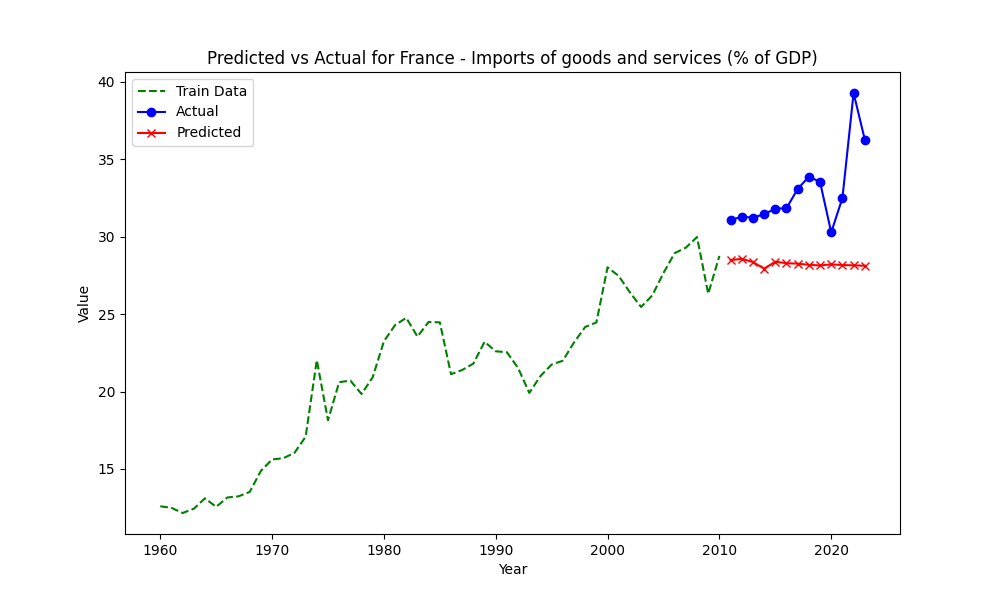 Predicted vs Actual for France - Imports of goods and services (% of GDP)
Train Data
Actual
Predicted
40
35
30
25
20
15
Value
1960
1970
1980
1990
2000
2010
2020
Year